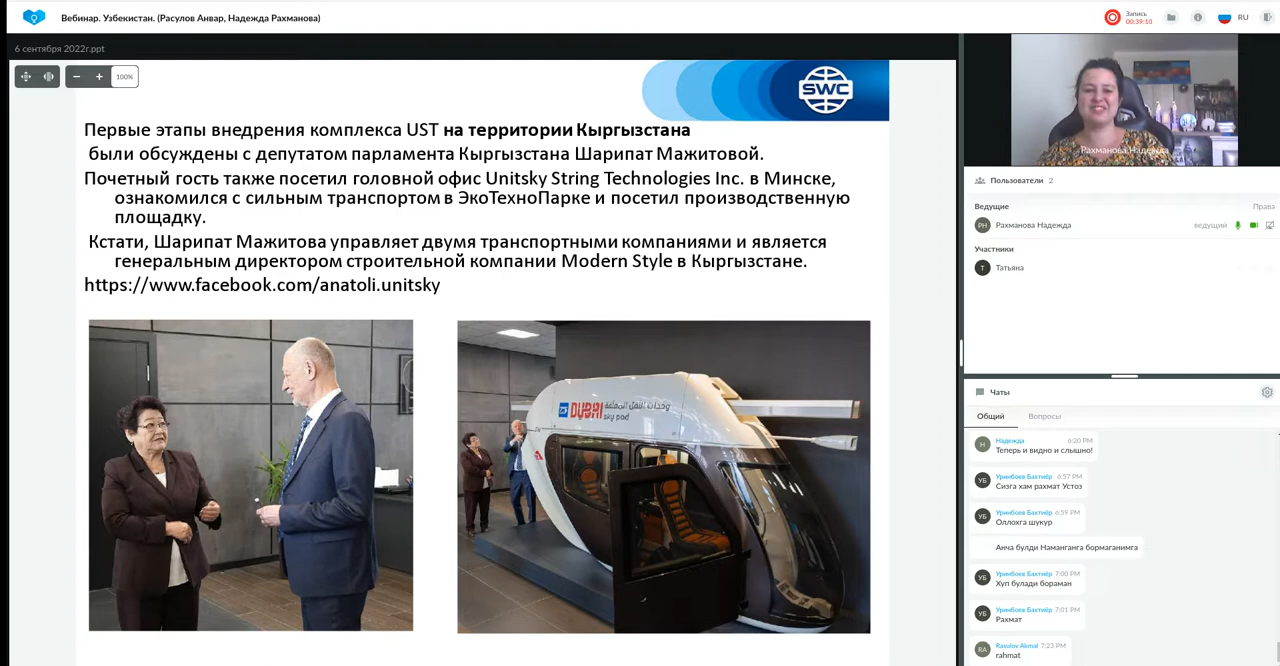 Вебинар. Узбекистан. (Расулов Анвар, Надежда Рахманова)
Запись
00:39:10
RU
6 сентября 2022г.ppt
100%
SWC
Первые этапы внедрения комплекса UST на территории Кыргызстана
были обсуждены с депутатом парламента Кыргызстана Шарипат Мажитовой.
Почетный гость также посетил головной офис Unitsky String Technologies Inc. в Минске,
ознакомился с сильным транспортом в ЭкоТехноПарке и посетил производственную
площадку.
Кстати, Шарипат Мажитова управляет двумя транспортными компаниями и является
генеральным директором строительной компании Modern Style в Кыргызстане.
https://www.facebook.com/anatoli.unitsky
DUBAI
sky pod
Рахманова Надежда
Пользователи 2
Ведущие Права
РН Рахманова Надежда ведущий
Участники
Т Татьяна
Чаты
Общий Вопросы
Н Надежда 6:20 PM
Теперь и видно и слышно!
УБ Уринбоев Бахтиёр 6:57 PM
Сизга хам рахмат Устоз
УБ Уринбоев Бахтиёр 6:59 PM
Оллохга шукур
Анча булди Наманганга бормаганимга
УБ Уринбоев Бахтиёр 7:00 PM
Хуп булади бораман
УБ Уринбоев Бахтиёр 7:01 PM
Рахмат
RA Rasulov Akmal 7:23 PM
rahmat